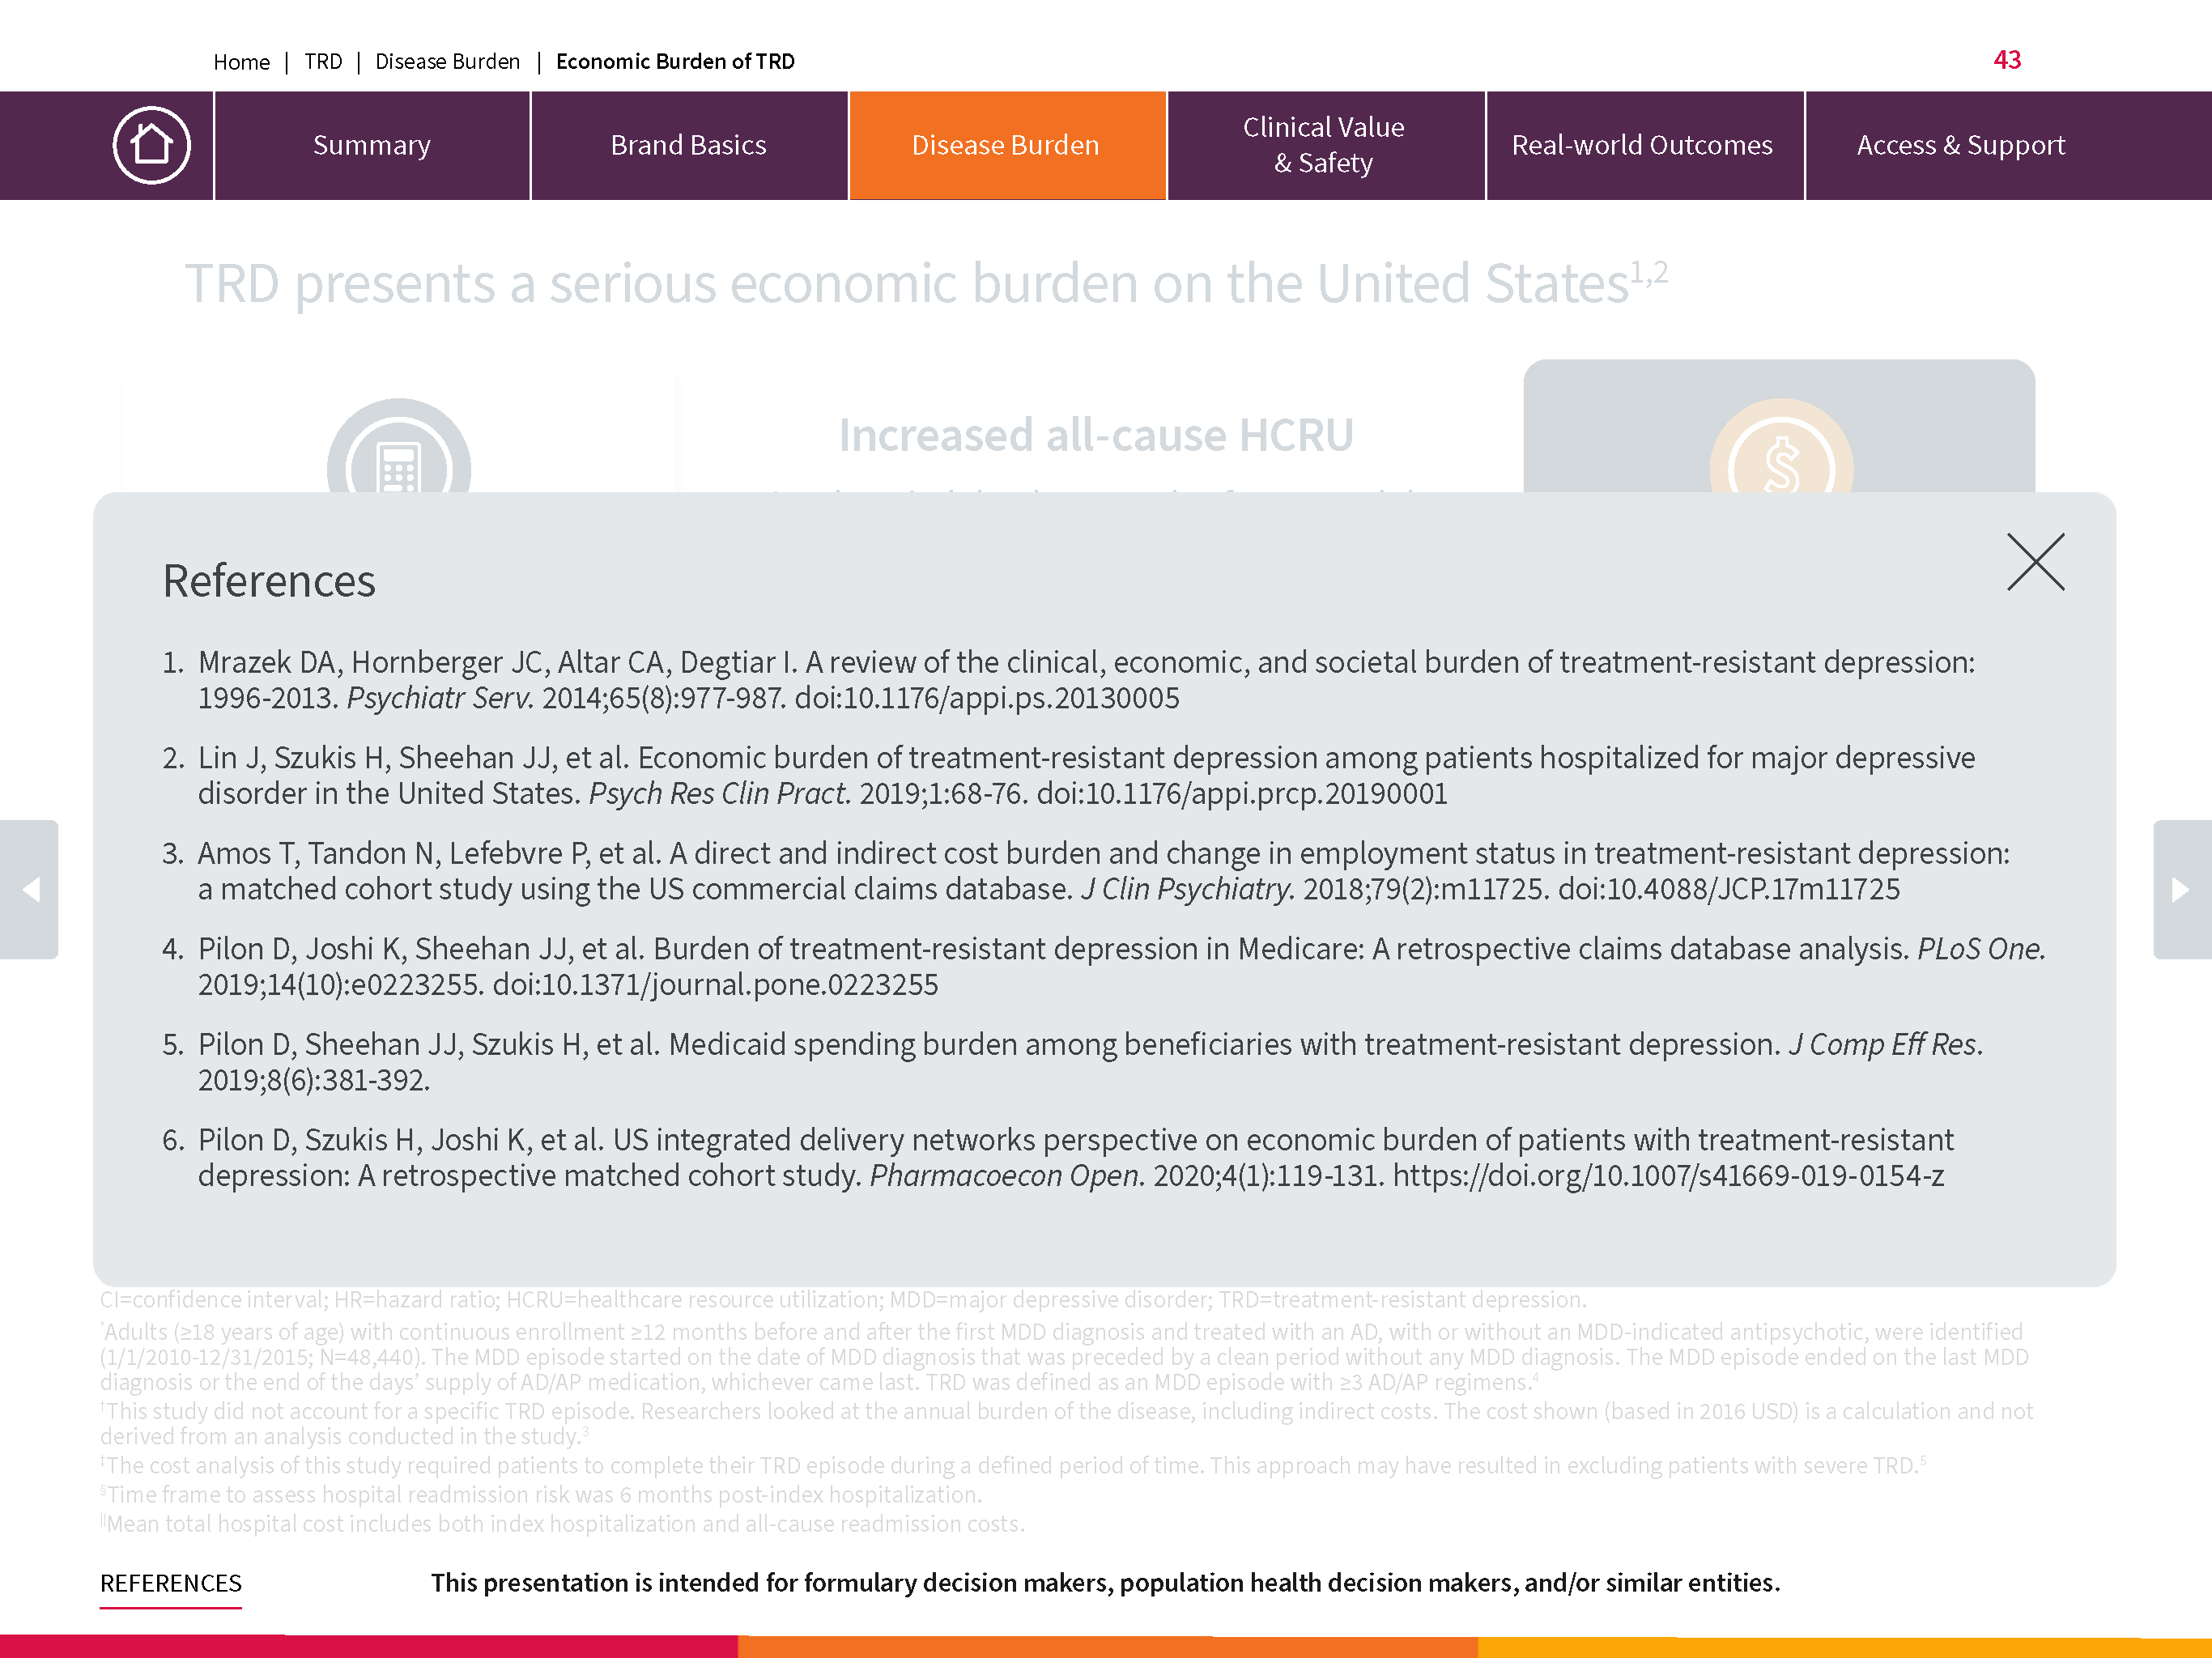 Home | TRD | Disease Burden | Economic Burden of TRD
43
Summary
Brand Basics
Disease Burden
Clinical Value
& Safety
Real-world Outcomes
Access & Support
TRD presents a serious economic burden on the United States1,2
Increased all-cause HCRU
$
References
1. Mrazek DA, Hornberger JC, Altar CA, Degtiar I. A review of the clinical, economic, and societal burden of treatment-resistant depression:
1996-2013. Psychiatr Serv. 2014;65(8):977-987. doi:10.1176/appi.ps.20130005
2. Lin J, Szukis H, Sheehan JJ, et al. Economic burden of treatment-resistant depression among patients hospitalized for major depressive
disorder in the United States. Psych Res Clin Pract. 2019;1:68-76. doi:10.1176/appi.prcp.20190001
3. Amos T, Tandon N, Lefebvre P, et al. A direct and indirect cost burden and change in employment status in treatment-resistant depression:
a matched cohort study using the US commercial claims database. J Clin Psychiatry. 2018;79(2):m11725. doi:10.4088/JCP.17m11725
4. Pilon D, Joshi K, Sheehan JJ, et al. Burden of treatment-resistant depression in Medicare: A retrospective claims database analysis. PLoS One.
2019;14(10):e0223255. doi:10.1371/journal.pone.0223255
5. Pilon D, Sheehan JJ, Szukis H, et al. Medicaid spending burden among beneficiaries with treatment-resistant depression. J Comp Eff Res.
2019;8(6):381-392.
6. Pilon D, Szukis H, Joshi K, et al. US integrated delivery networks perspective on economic burden of patients with treatment-resistant
depression: A retrospective matched cohort study. Pharmacoecon Open. 2020;4(1):119-131. https://doi.org/10.1007/s41669-019-0154-z
CI=confidence interval; HR=hazard ratio; HCRU=healthcare resource utilization; MDD=major depressive disorder; TRD=treatment-resistant depression.
*Adults (≥18 years of age) with continuous enrollment ≥12 months before and after the first MDD diagnosis and treated with an AD, with or without an MDD-indicated antipsychotic, were identified
(1/1/2010-12/31/2015; N=48,440). The MDD episode started on the date of MDD diagnosis that was preceded by a clean period without any MDD diagnosis. The MDD episode ended on the last MDD
diagnosis or the end of the days’ supply of AD/AP medication, whichever came last. TRD was defined as an MDD episode with ≥3 AD/AP regimens.4
†This study did not account for a specific TRD episode. Researchers looked at the annual burden of the disease, including indirect costs. The cost shown (based in 2016 USD) is a calculation and not
derived from an analysis conducted in the study.3
‡The cost analysis of this study required patients to complete their TRD episode during a defined period of time. This approach may have resulted in excluding patients with severe TRD.5
§Time frame to assess hospital readmission risk was 6 months post-index hospitalization.
||Mean total hospital cost includes both index hospitalization and all-cause readmission costs.
REFERENCES
This presentation is intended for formulary decision makers, population health decision makers, and/or similar entities.